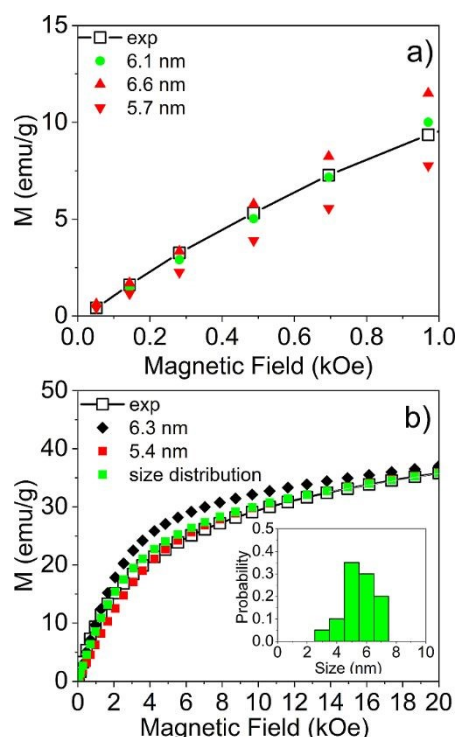 a)
exp
6.1 nm
6.6 nm
5.7 nm
M (emu/g)
15
10
5
0
0.0 0.2 0.4 0.6 0.8 1.0
Magnetic Field (kOe)
b)
exp
6.3 nm
5.4 nm
size distribution
M (emu/g)
50
40
30
20
10
0
Probability
0.5
0.4
0.3
0.2
0.1
0.0
0 2 4 6 8 10
Size (nm)
0 2 4 6 8 10 12 14 16 18 20
Magnetic Field (kOe)